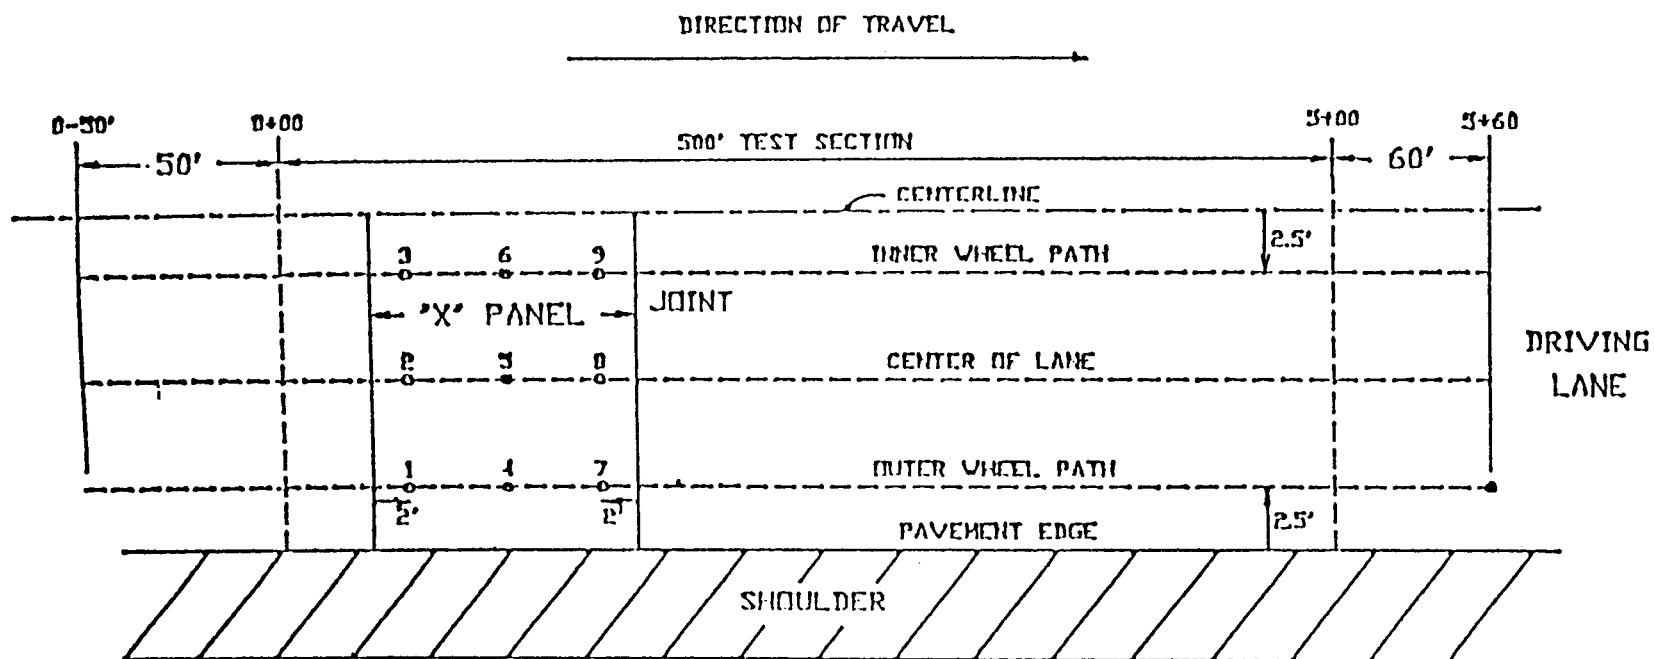 DIRECTION OF TRAVEL
0-50' 0+00 5+00 5+60
50' 500' TEST SECTION 60'
CENTERLINE
2.5'
3 6 9 INNER WHEEL PATH
"X" PANEL JOINT
2 5 8 CENTER OF LANE
DRIVING
LANE
1 4 7 OUTER WHEEL PATH
2' 2' 2.5'
PAVEMENT EDGE
SHOULDER